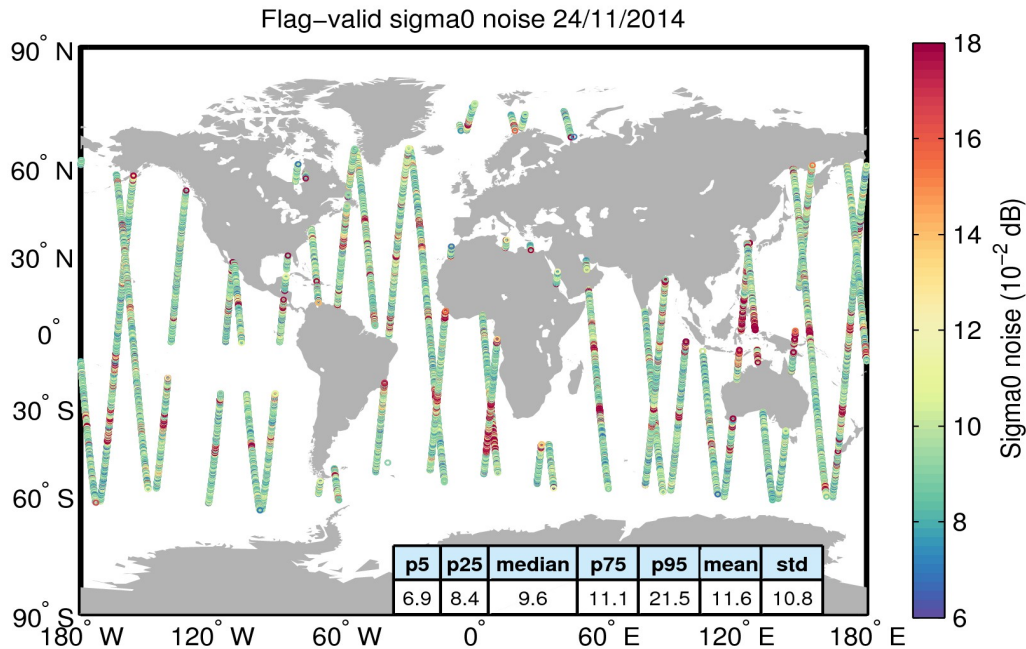 Flag−valid sigma0 noise 24/11/2014
90° N
60° N
30° N
0°
30° S
60° S
90° S
180° W
120° W
60° W
0°
60° E
120° E
180° E
p5 p25 median p75 p95 mean std
6.9 8.4 9.6 11.1 21.5 11.6 10.8
18
16
14
12
10
8
6
Sigma0 noise (10⁻² dB)